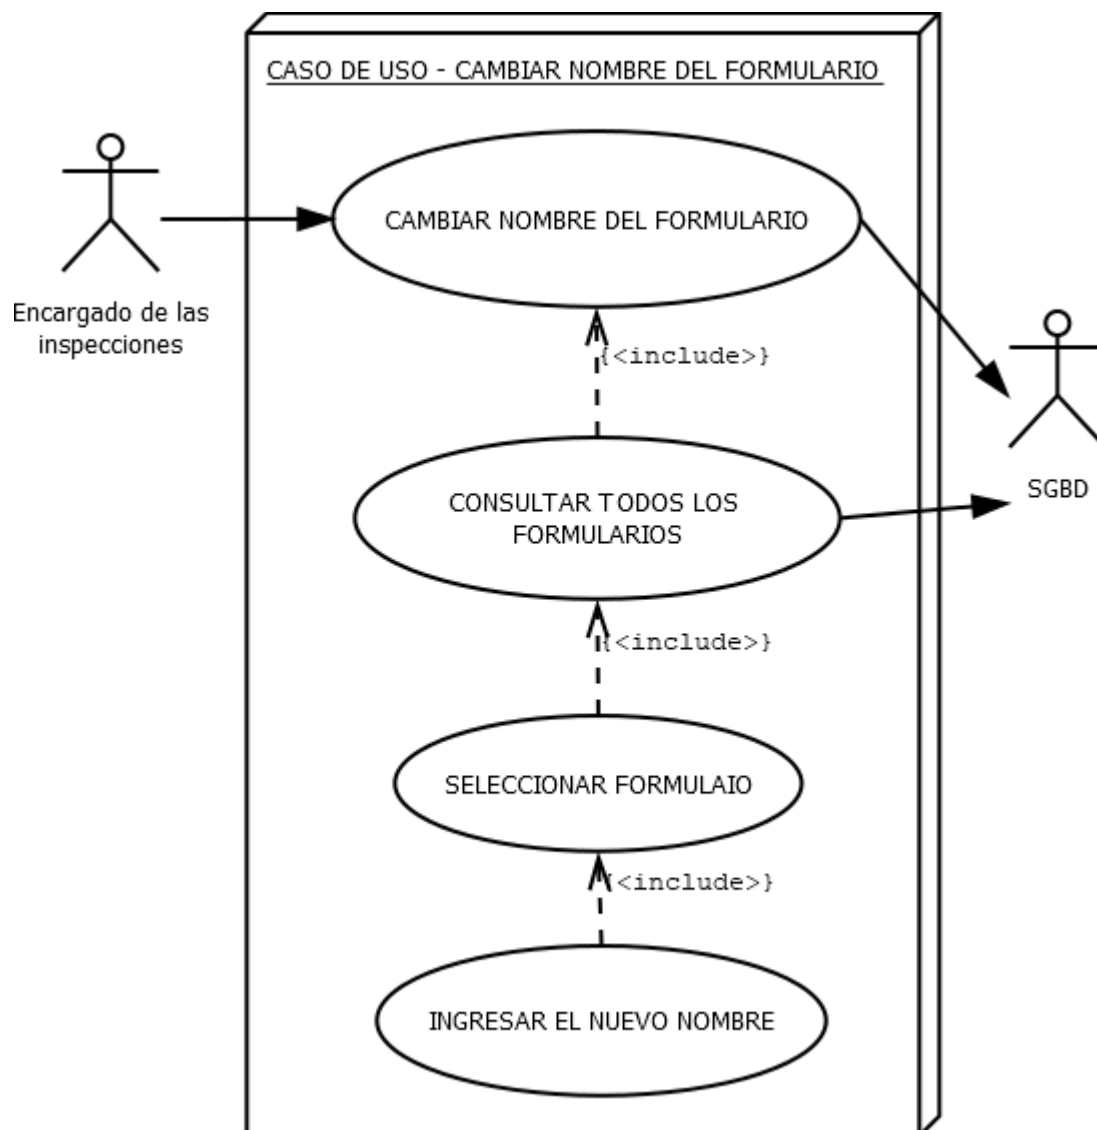 CASO DE USO - CAMBIAR NOMBRE DEL FORMULARIO
CAMBIAR NOMBRE DEL FORMULARIO
Encargado de las
inspecciones
{<include>}
CONSULTAR TODOS LOS
FORMULARIOS
SGBD
{<include>}
SELECCIONAR FORMULAIO
{<include>}
INGRESAR EL NUEVO NOMBRE